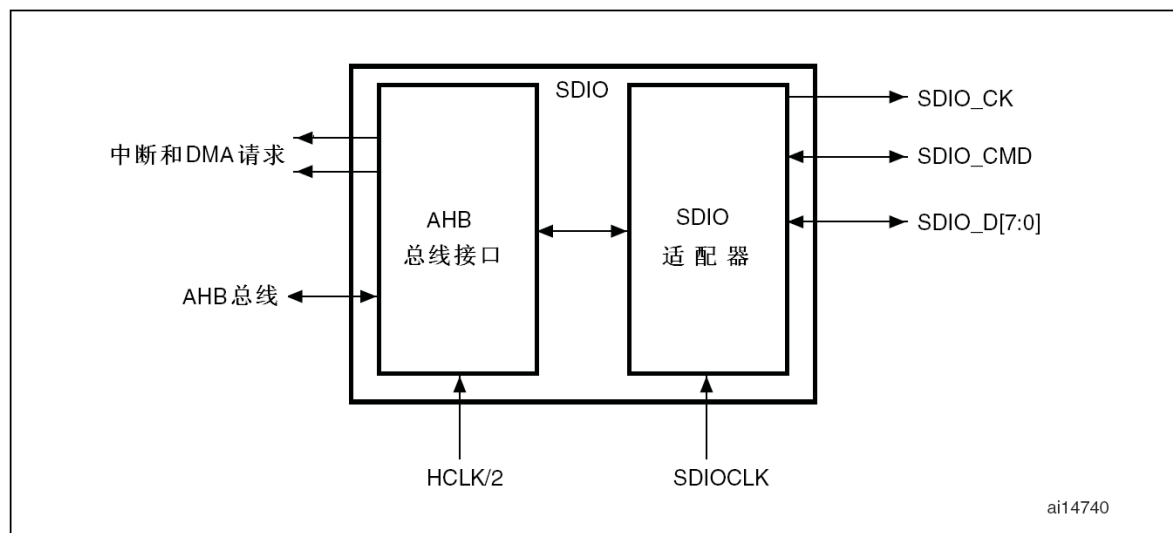 SDIO
SDIO_CK
中断和DMA请求
SDIO_CMD
AHB
总线接口
SDIO
适配器
SDIO_D[7:0]
AHB总线
HCLK/2
SDIOCLK
ai14740